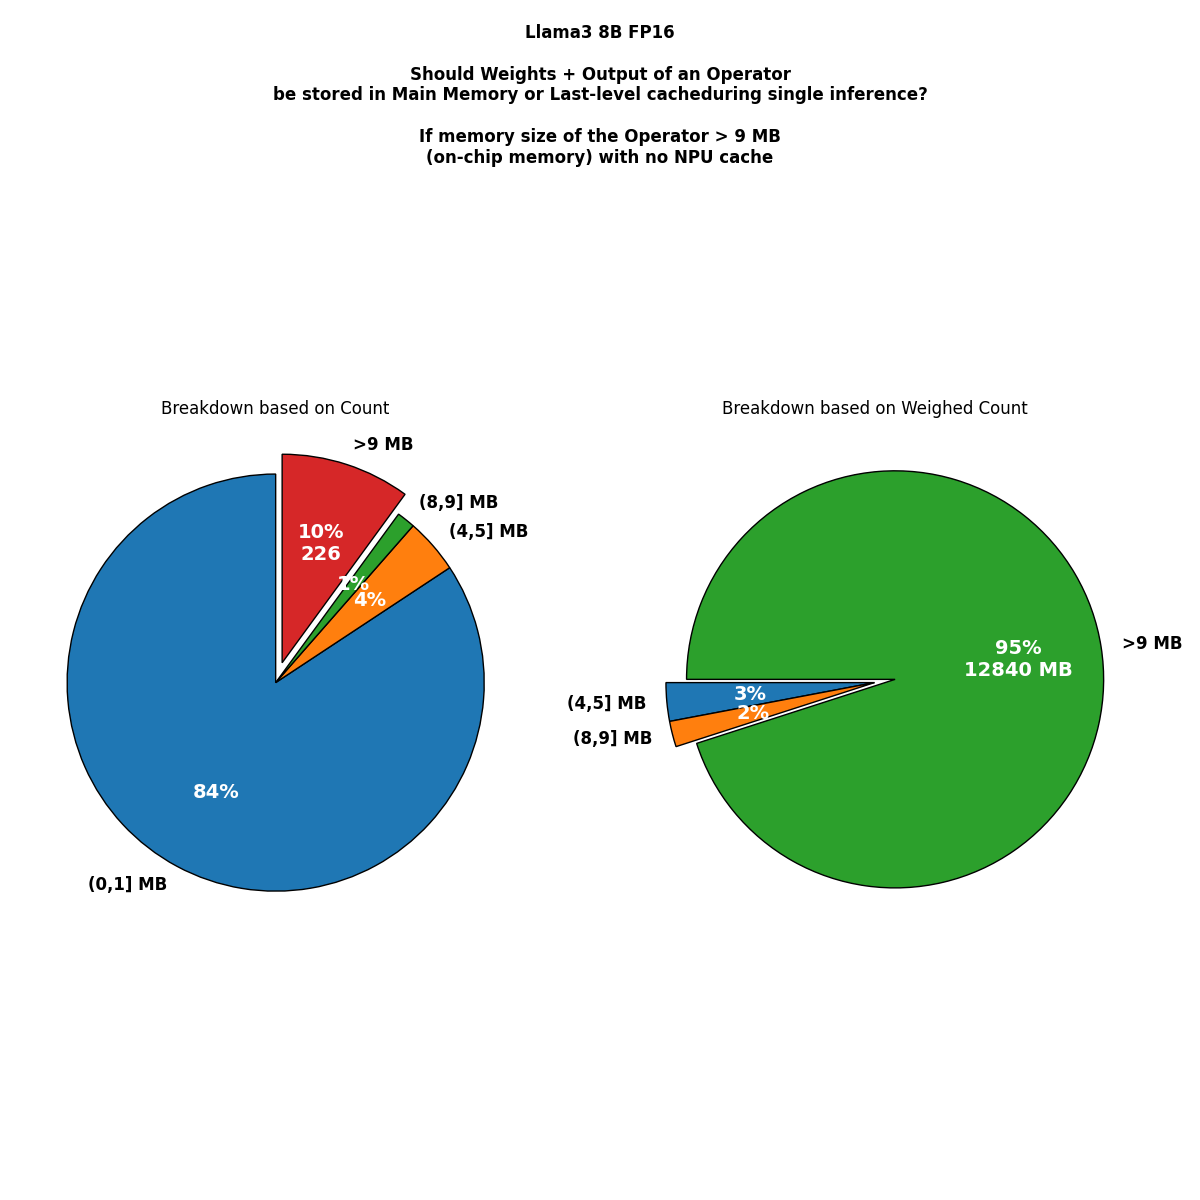 Llama3 8B FP16
Should Weights + Output of an Operator
be stored in Main Memory or Last-level cacheduring single inference?
If memory size of the Operator > 9 MB
(on-chip memory) with no NPU cache
Breakdown based on Count
>9 MB
(8,9] MB
(4,5] MB
10%
226
1%
4%
84%
(0,1] MB
Breakdown based on Weighed Count
95%
12840 MB
>9 MB
(4,5] MB
3%
2%
(8,9] MB